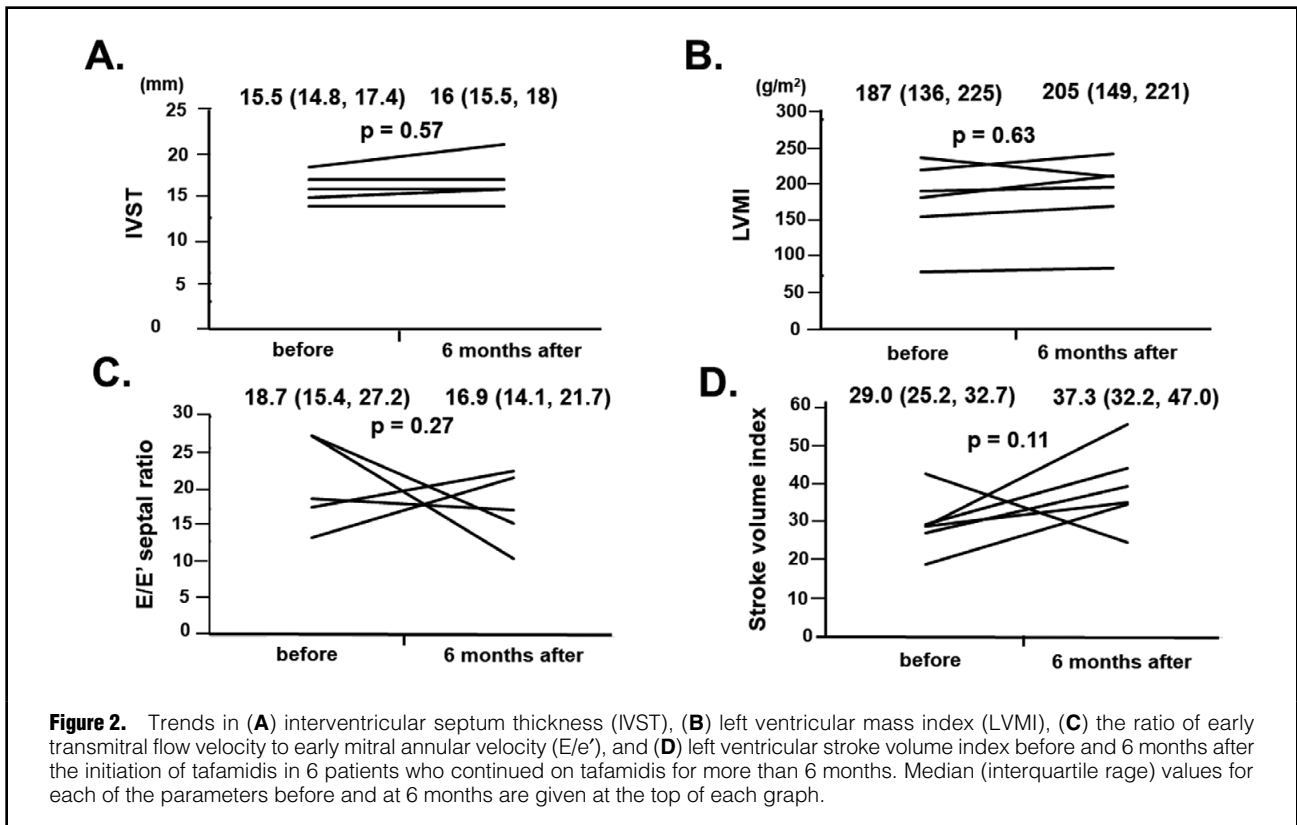 A.
(mm)
15.5 (14.8, 17.4) 16 (15.5, 18)
p = 0.57
25
20
15
10
5
0
IVST
before 6 months after
B.
(g/m²)
187 (136, 225) 205 (149, 221)
p = 0.63
300
250
200
150
100
50
0
LVMI
before 6 months after
C.
18.7 (15.4, 27.2) 16.9 (14.1, 21.7)
p = 0.27
30
25
20
15
10
5
0
E/E' septal ratio
before 6 months after
D.
29.0 (25.2, 32.7) 37.3 (32.2, 47.0)
p = 0.11
60
50
40
30
20
10
0
Stroke volume index
before 6 months after
Figure 2. Trends in (A) interventricular septum thickness (IVST), (B) left ventricular mass index (LVMI), (C) the ratio of early
transmitral flow velocity to early mitral annular velocity (E/e′), and (D) left ventricular stroke volume index before and 6 months after
the initiation of tafamidis in 6 patients who continued on tafamidis for more than 6 months. Median (interquartile rage) values for
each of the parameters before and at 6 months are given at the top of each graph.